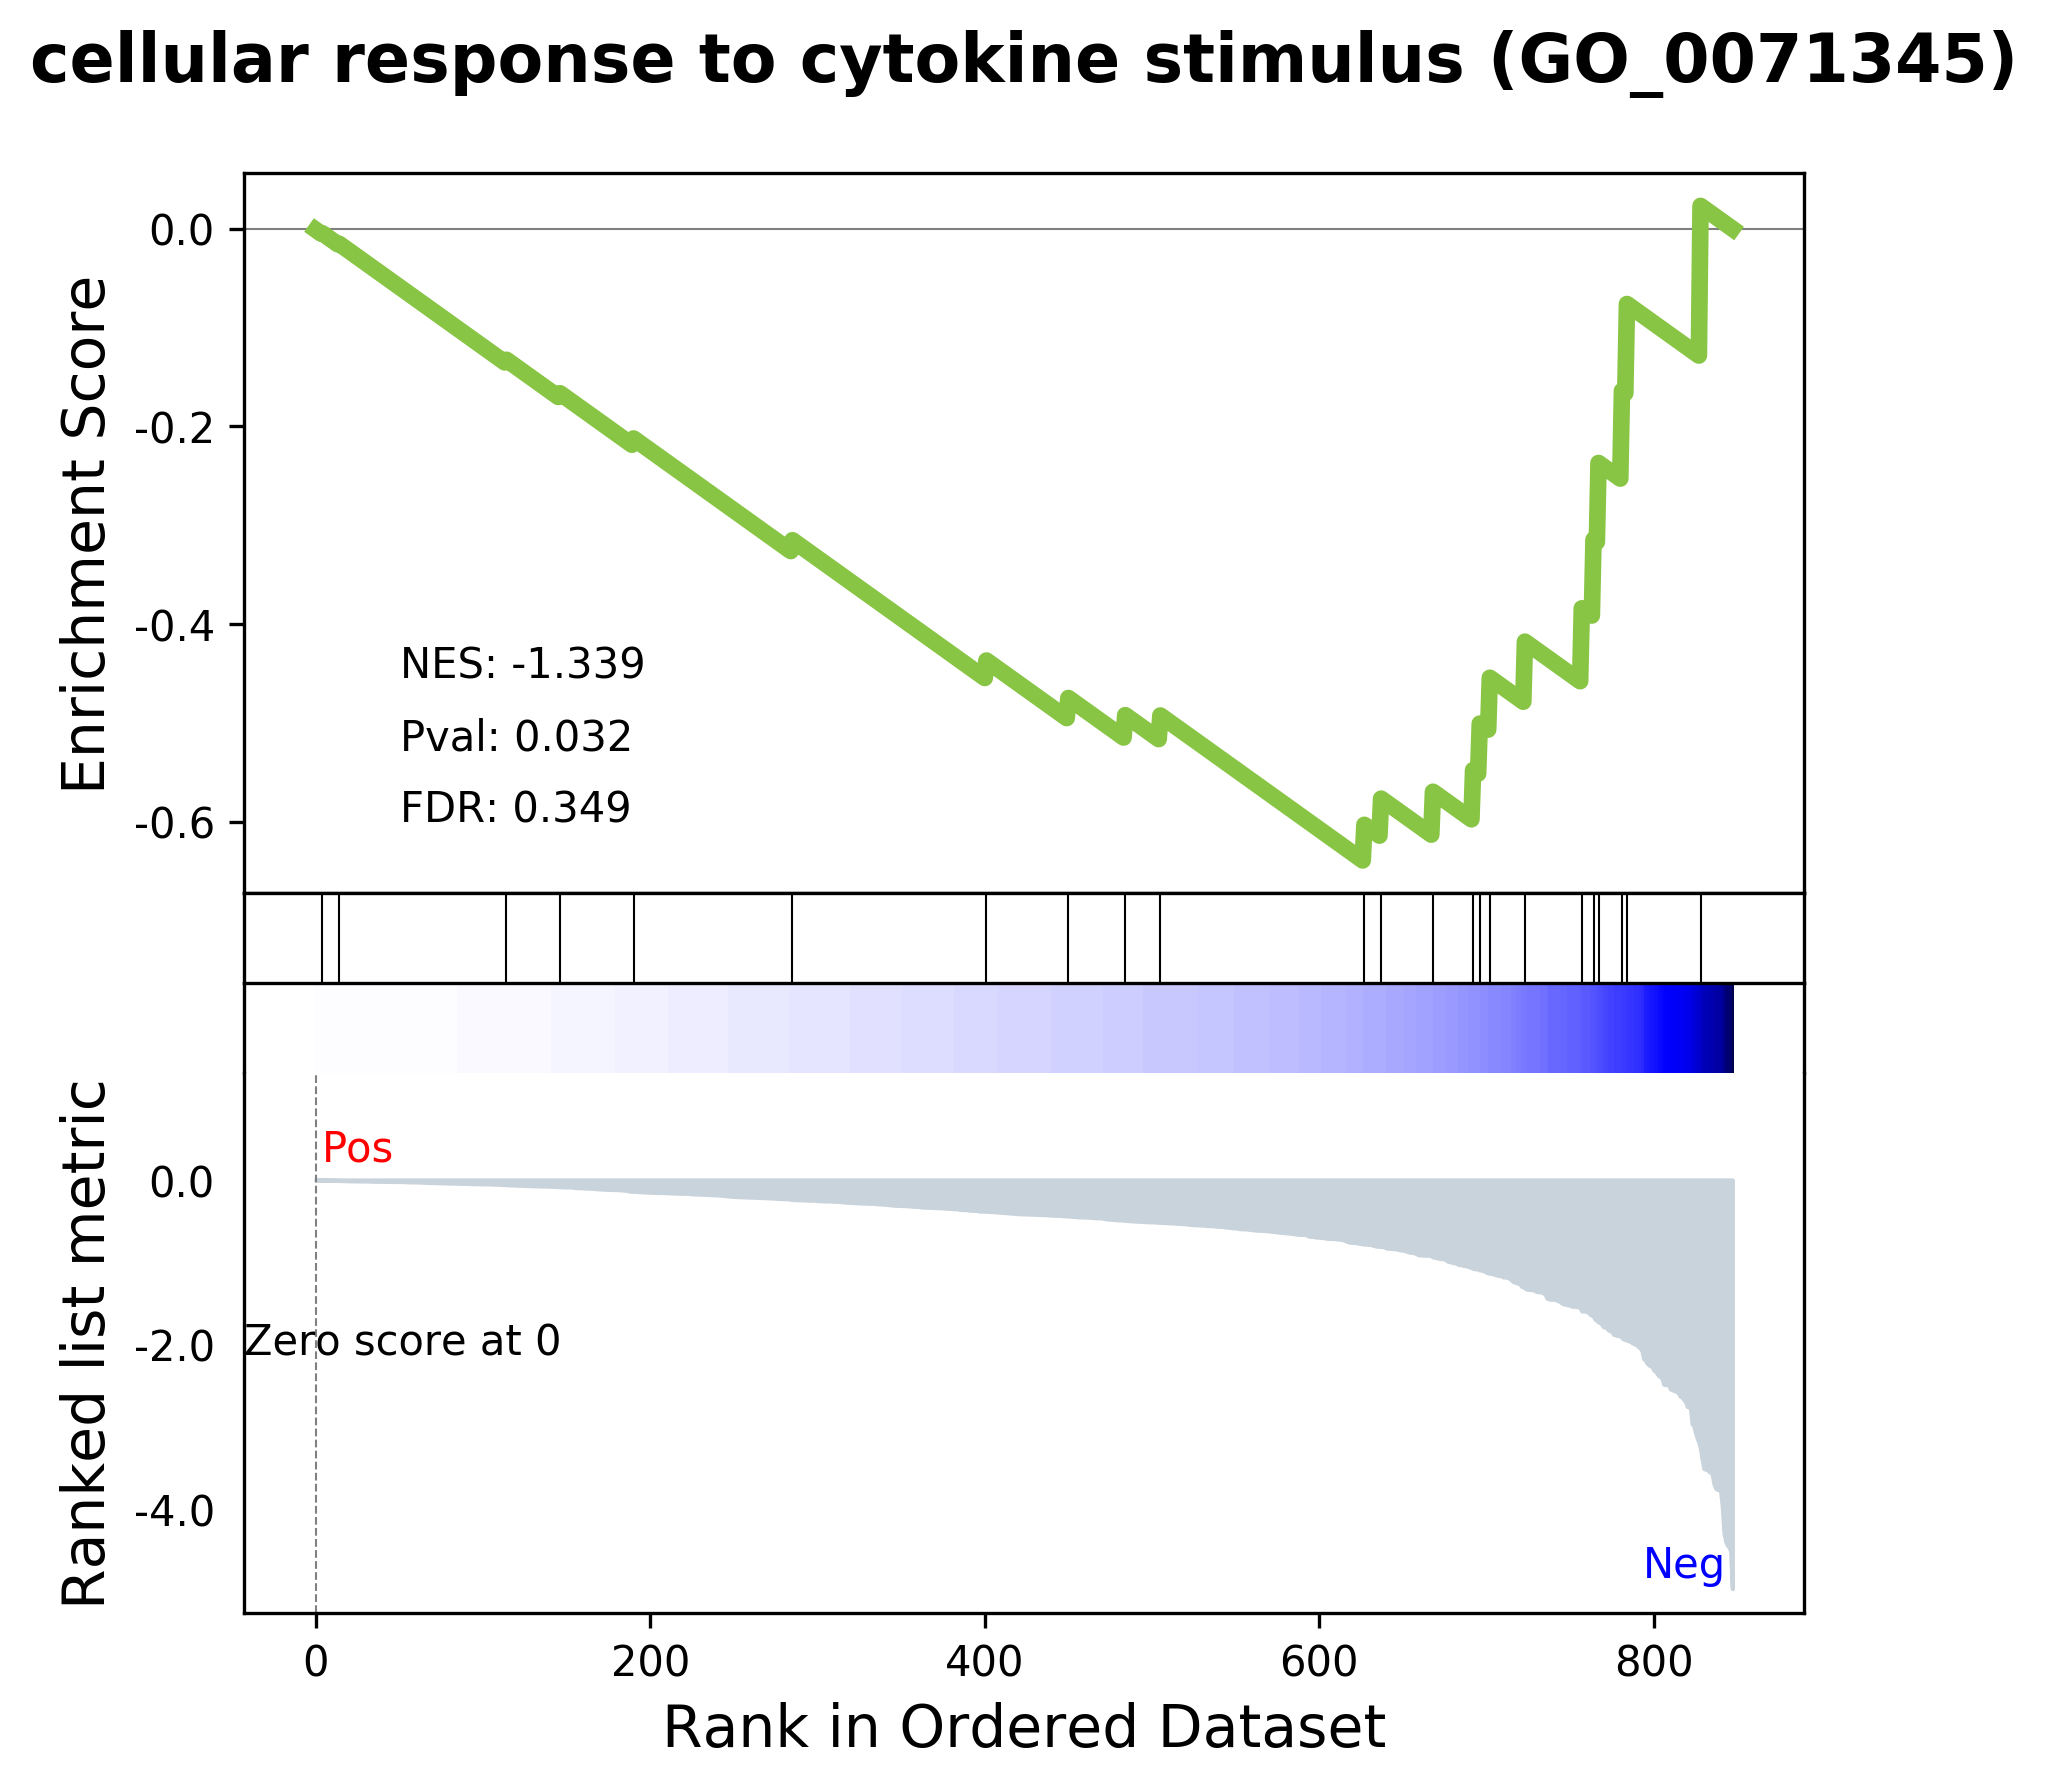 cellular response to cytokine stimulus (GO_0071345)
Enrichment Score
0.0
-0.2
-0.4
-0.6
NES: -1.339
Pval: 0.032
FDR: 0.349
Ranked list metric
Pos
0.0
-2.0
Zero score at 0
-4.0
Neg
0
200
400
600
800
Rank in Ordered Dataset